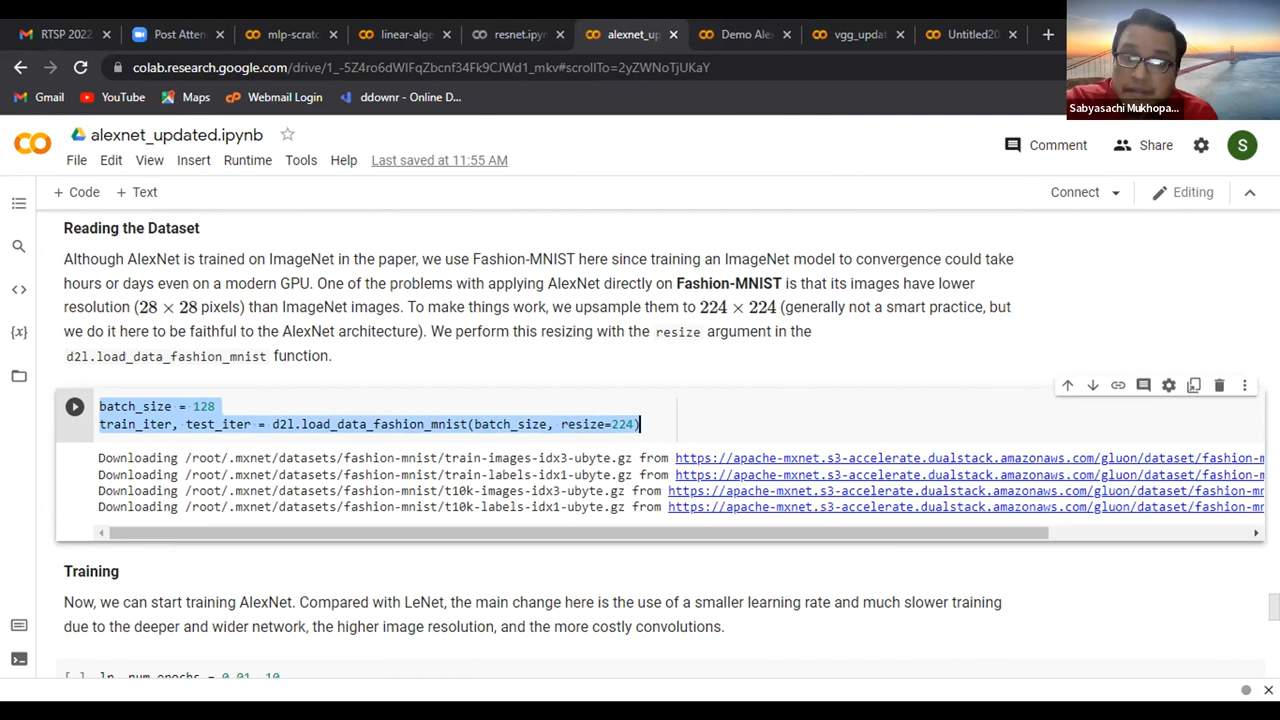 RTSP 2022
Post Atten
mlp-scratc
linear-alge
resnet.ipyn
alexnet_up
Demo Ale
vgg_updat
Untitled20
colab.research.google.com/drive/1_-5Z4ro6dWFgZbcnf34Fk9CJWd1_mkv#scrollTo=2yZWNoTjUKaY
Gmail
YouTube
Maps
Webmail Login
ddownr - Online D...
Sabyasachi Mukhopa...
alexnet_updated.ipynb
File Edit View Insert Runtime Tools Help Last saved at 11:55 AM
Comment
Share
S
+ Code + Text
Connect
Editing
Reading the Dataset
Although AlexNet is trained on ImageNet in the paper, we use Fashion-MNIST here since training an ImageNet model to convergence could take
hours or days even on a modern GPU. One of the problems with applying AlexNet directly on Fashion-MNIST is that its images have lower
resolution (28 × 28 pixels) than ImageNet images. To make things work, we upsample them to 224 × 224 (generally not a smart practice, but
we do it here to be faithful to the AlexNet architecture). We perform this resizing with the resize argument in the
d2l.load_data_fashion_mnist function.
batch_size = 128
train_iter, test_iter = d2l.load_data_fashion_mnist(batch_size, resize=224)
Downloading /root/.mxnet/datasets/fashion-mnist/train-images-idx3-ubyte.gz from https://apache-mxnet.s3-accelerate.dualstack.amazonaws.com/gluon/dataset/fashion-m
Downloading /root/.mxnet/datasets/fashion-mnist/train-labels-idx1-ubyte.gz from https://apache-mxnet.s3-accelerate.dualstack.amazonaws.com/gluon/dataset/fashion-m
Downloading /root/.mxnet/datasets/fashion-mnist/t10k-images-idx3-ubyte.gz from https://apache-mxnet.s3-accelerate.dualstack.amazonaws.com/gluon/dataset/fashion-mn
Downloading /root/.mxnet/datasets/fashion-mnist/t10k-labels-idx1-ubyte.gz from https://apache-mxnet.s3-accelerate.dualstack.amazonaws.com/gluon/dataset/fashion-mn
Training
Now, we can start training AlexNet. Compared with LeNet, the main change here is the use of a smaller learning rate and much slower training
due to the deeper and wider network, the higher image resolution, and the more costly convolutions.
[ ] lr, num_epochs = 0.01, 10